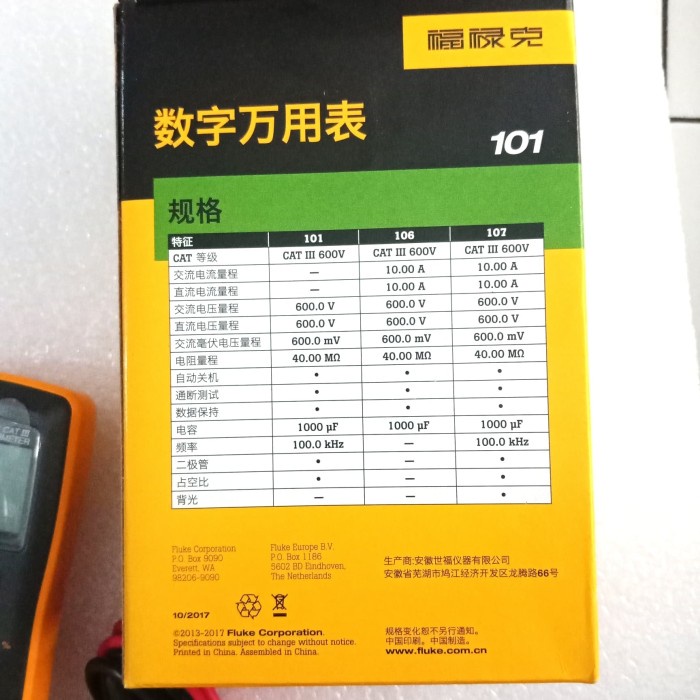 福禄克
数字万用表
101
规格
特征 101 106 107
CAT 等级 CAT III 600V CAT III 600V CAT III 600V
交流电流量程 — 10.00 A 10.00 A
直流电流量程 — 10.00 A 10.00 A
交流电压量程 600.0 V 600.0 V 600.0 V
直流电压量程 600.0 V 600.0 V 600.0 V
交流毫伏电压量程 600.0 mV 600.0 mV 600.0 mV
电阻量程 40.00 MΩ 40.00 MΩ 40.00 MΩ
自动关机 • • •
通断测试 • • •
数据保持 • • •
电容 1000 µF 1000 µF 1000 µF
频率 100.0 kHz — 100.0 kHz
二极管 • — •
占空比 • — •
背光 — — •
Fluke Corporation
P.O. Box 9090
Everett, WA
98206-9090
Fluke Europe B.V.
P.O. Box 1186
5602 BD Eindhoven,
The Netherlands
生产商:安徽世福仪器有限公司
安徽省芜湖市鸠江经济开发区龙腾路66号
10/2017
©2013-2017 Fluke Corporation.
Specifications subject to change without notice.
Printed in China. Assembled in China.
规格变化恕不另行通知。
中国印刷。中国制造。
www.fluke.com.cn
CAT III
METER